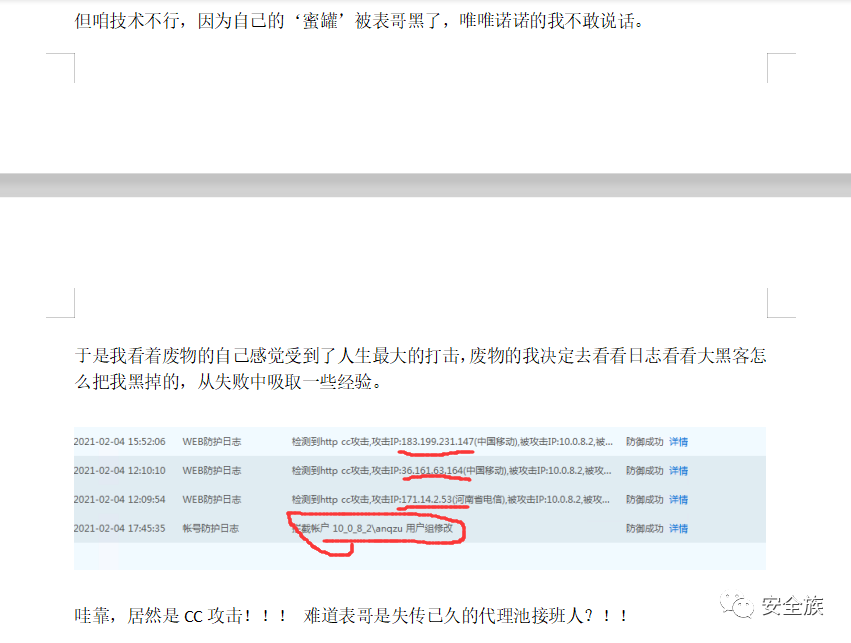 但咱技术不行，因为自己的‘蜜罐’被表哥黑了，唯唯诺诺的我不敢说话。
于是我看着废物的自己感觉受到了人生最大的打击，废物的我决定去看看日志看看大黑客怎
么把我黑掉的，从失败中吸取一些经验。
2021-02-04 15:52:06 WEB防护日志 检测到http cc攻击,攻击IP:183.199.231.147(中国移动),被攻击IP:10.0.8.2,被... 防御成功 详情
2021-02-04 12:10:10 WEB防护日志 检测到http cc攻击,攻击IP:36.161.63.164(中国移动),被攻击IP:10.0.8.2,被攻... 防御成功 详情
2021-02-04 12:09:54 WEB防护日志 检测到http cc攻击,攻击IP:171.14.2.53(河南省电信),被攻击IP:10.0.8.2,被攻... 防御成功 详情
2021-02-04 17:45:35 帐号防护日志 截帐户 10_0_8_2\anqzu 用户组修改 防御成功 详情
哇靠，居然是 CC 攻击！！！ 难道表哥是失传已久的代理池接班人？！！
安全族